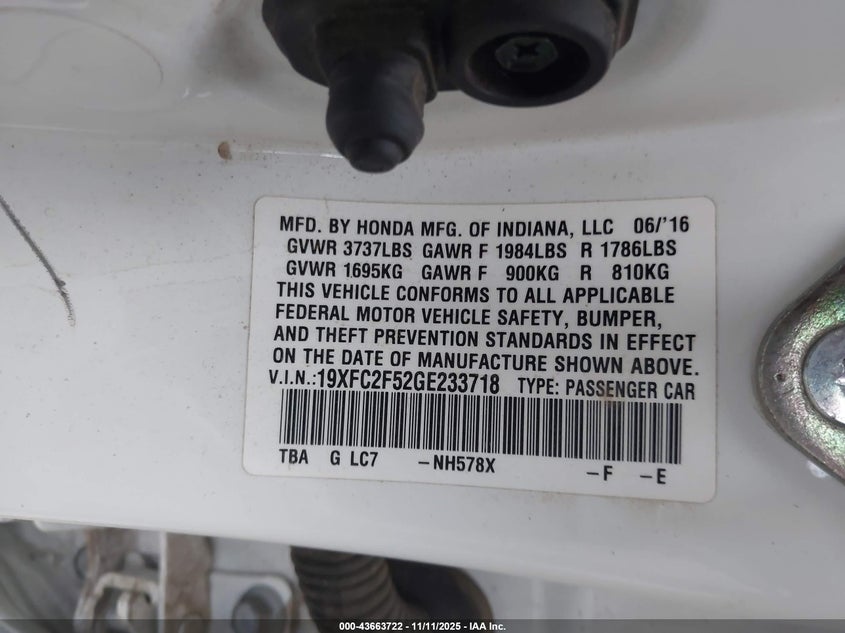 MFD. BY HONDA MFG. OF INDIANA, LLC 06/'16
GVWR 3737LBS GAWR F 1984LBS R 1786LBS
GVWR 1695KG GAWR F 900KG R 810KG
THIS VEHICLE CONFORMS TO ALL APPLICABLE
FEDERAL MOTOR VEHICLE SAFETY, BUMPER,
AND THEFT PREVENTION STANDARDS IN EFFECT
ON THE DATE OF MANUFACTURE SHOWN ABOVE.
V.I.N.:19XFC2F52GE233718 TYPE: PASSENGER CAR
TBA G LC7 -NH578X -F -E
000-43663722 - 11/11/2025 - IAA Inc.